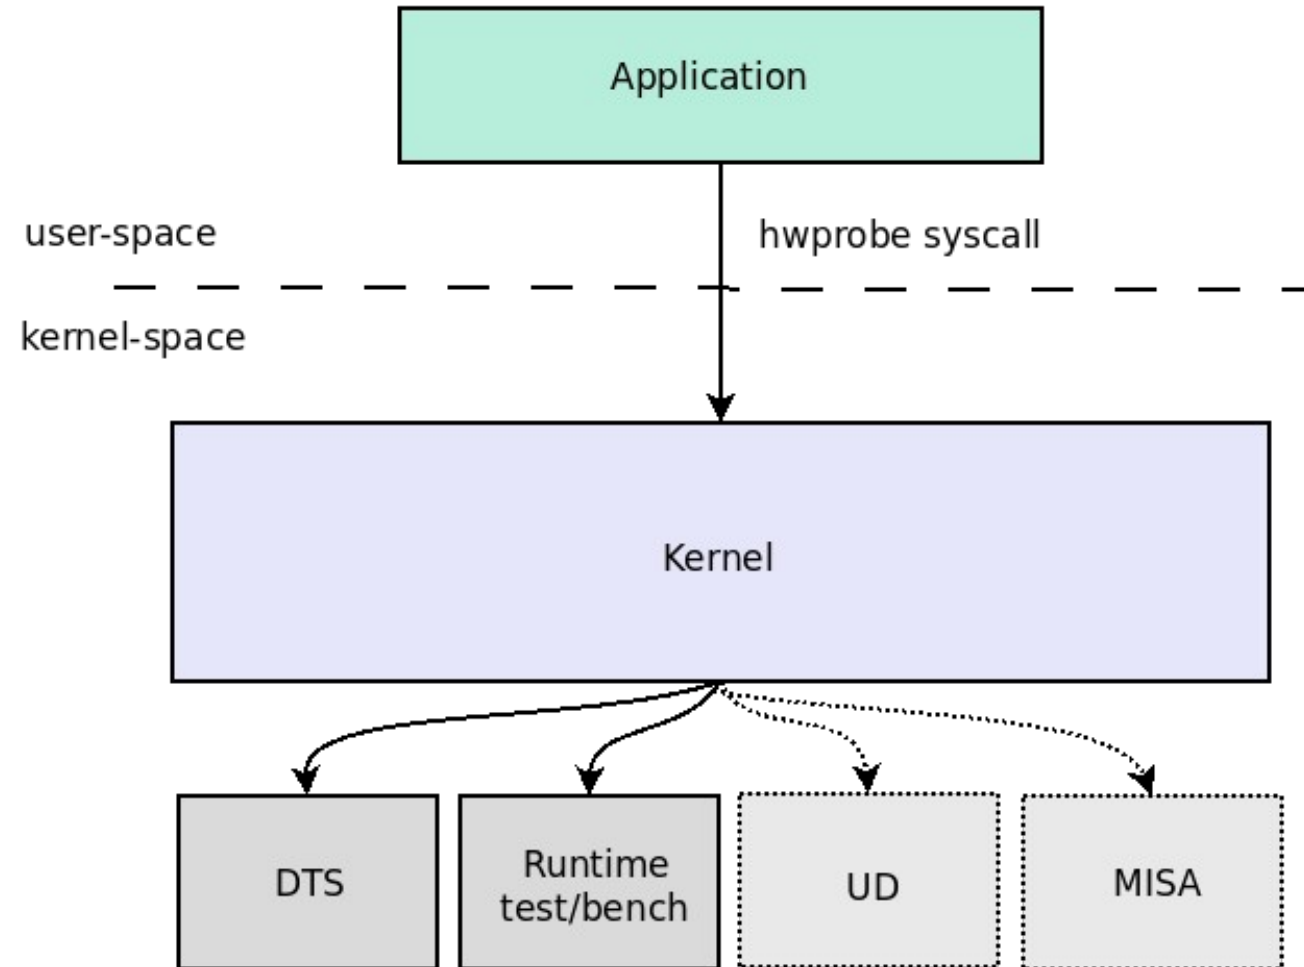 Application
user-space
hwprobe syscall
kernel-space
Kernel
DTS
Runtime
test/bench
UD
MISA